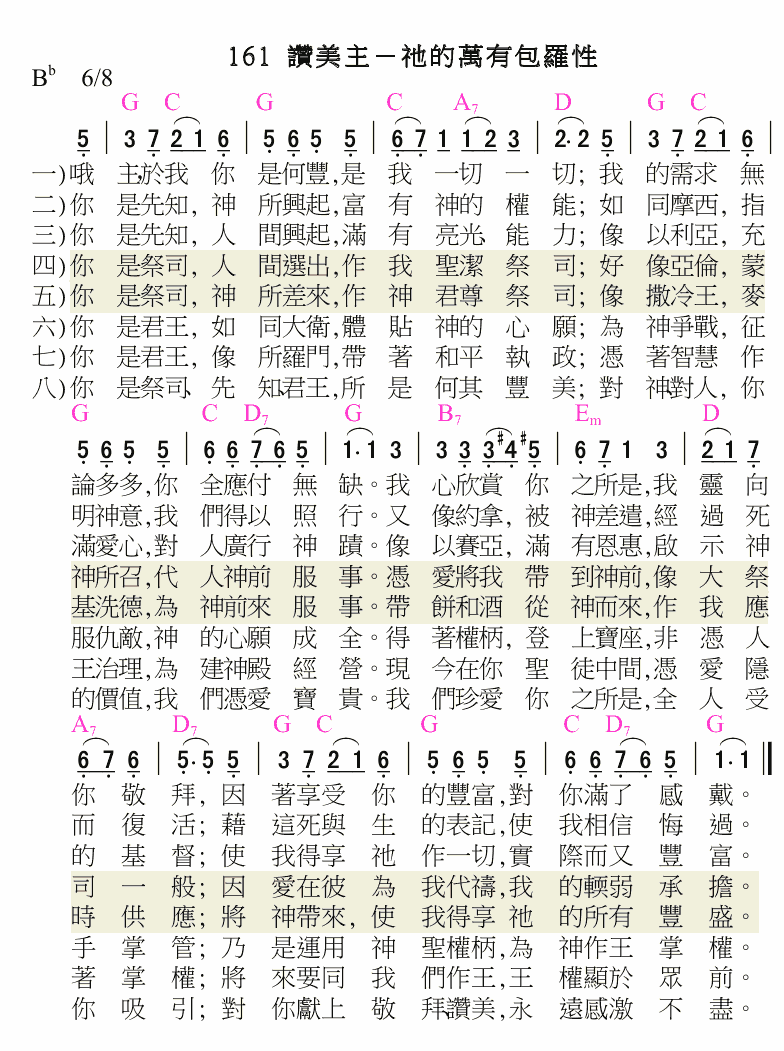 161 讚美主－祂的萬有包羅性
B♭ 6/8
G C G C A7 D G C
5 | 3 7 2 1 6 | 5 6 5 5 | 6 7 1 1 2 3 | 2· 2 5 | 3 7 2 1 6 |
一)哦 主,於我 你 是何豐,是 我 一切 一 切; 我 的需求 無
二)你 是先知, 神 所興起,富 有 神的 權 能; 如 同摩西, 指
三)你 是先知, 人 間興起,滿 有 亮光、能 力; 像 以利亞, 充
四)你 是祭司, 人 間選出,作 我 聖潔 祭 司; 好 像亞倫, 蒙
五)你 是祭司, 神 所差來,作 神 君尊 祭 司; 像 撒冷王, 麥
六)你 是君王, 如 同大衛,體 貼 神的 心 願; 為 神爭戰, 征
七)你 是君王, 像 所羅門,帶 著 和平 執 政; 憑 著智慧 作
八)你 是祭司、先 知、君王,所 是 何其 豐 美; 對 神、對人, 你
G C D7 G B7 Em D
5 6 5 5 | 6 6 7 6 5 | 1· 1 3 | 3 3 3 #4 #5 | 6 7 1 3 | 2 1 7
論多多,你 全應付 無 缺。我 心欣賞 你 之所是,我 靈 向
明神意,我 們得以 照 行。又 像約拿, 被 神差遣,經 過 死
滿愛心,對 人廣行 神 蹟。像 以賽亞, 滿 有恩惠,啟 示 神
神所召,代 人神前 服 事。憑 愛將我 帶 到神前,像 大 祭
基洗德,為 神前來 服 事。帶 餅和酒 從 神而來,作 我 應
服仇敵,神 的心願 成 全。得 著權柄, 登 上寶座,非 憑 人
王治理,為 建神殿 經 營。現 今在你 聖 徒中間,憑 愛 隱
的價值,我 們憑愛 寶 貴。我 們珍愛 你 之所是,全 人 受
A7 D7 G C G C D7 G
6 7 6 | 5· 5 5 | 3 7 2 1 6 | 5 6 5 5 | 6 6 7 6 5 | 1· 1 ‖
你 敬 拜, 因 著享受 你 的豐富,對 你滿了 感 戴。
而 復 活; 藉 這死與 生 的表記,使 我相信 悔 過。
的 基 督; 使 我得享 祂 作一切,實 際而又 豐 富。
司 一 般; 因 愛在彼 為 我代禱,我 的輭弱 承 擔。
時 供 應; 將 神帶來, 使 我得享 祂 的所有 豐 盛。
手 掌 管; 乃 是運用 神 聖權柄,為 神作王 掌 權。
著 掌 權; 將 來要同 我 們作王,王 權顯於 眾 前。
你 吸 引; 對 你獻上 敬 拜、讚美,永 遠感激 不 盡。